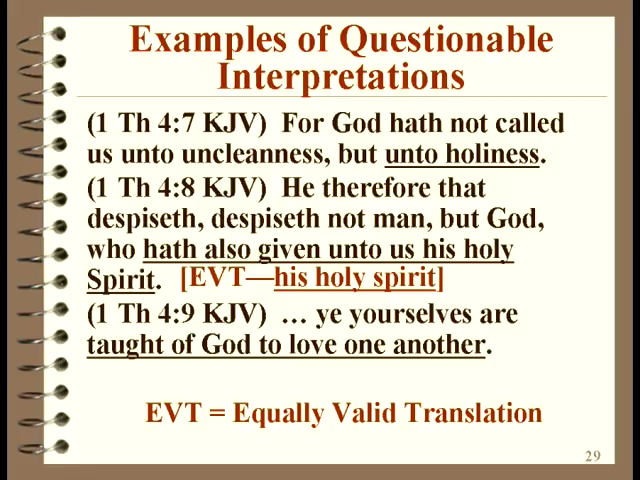 Examples of Questionable
Interpretations
(1 Th 4:7 KJV) For God hath not called
us unto uncleanness, but unto holiness.
(1 Th 4:8 KJV) He therefore that
despiseth, despiseth not man, but God,
who hath also given unto us his holy
Spirit. [EVT—his holy spirit]
(1 Th 4:9 KJV) … ye yourselves are
taught of God to love one another.
EVT = Equally Valid Translation
29